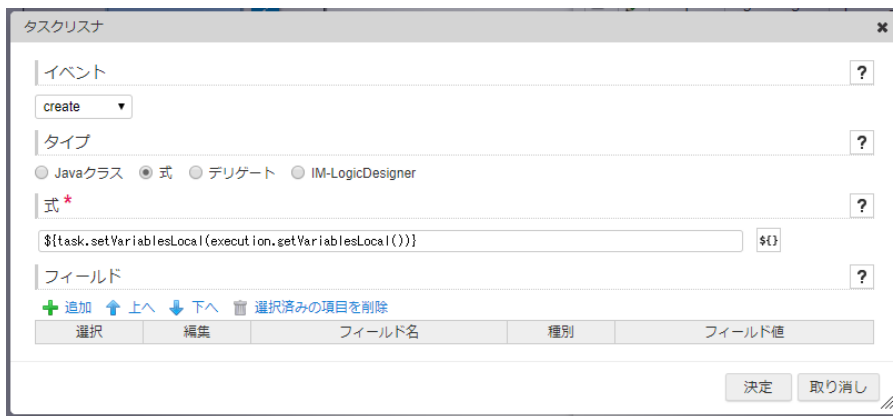 タスクリスナ
イベント
?
create
タイプ
?
Javaクラス 式 デリゲート IM-LogicDesigner
式*
?
${task.setVariablesLocal(execution.getVariablesLocal())}
${}
フィールド
?
追加 上へ 下へ 選択済みの項目を削除
選択 編集 フィールド名 種別 フィールド値
決定 取り消し